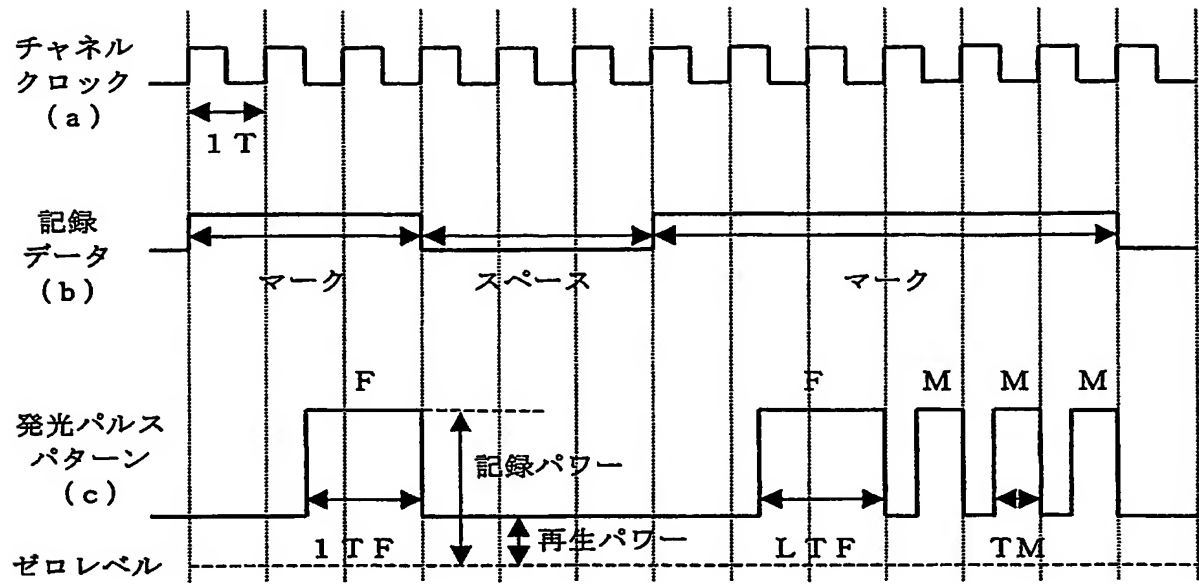 チャネル
クロック
(a)
1T
記録
データ
(b)
マーク
スペース
マーク
F
F
M
M
M
発光パルス
パターン
(c)
記録パワー
再生パワー
1TF
LTF
TM
ゼロレベル